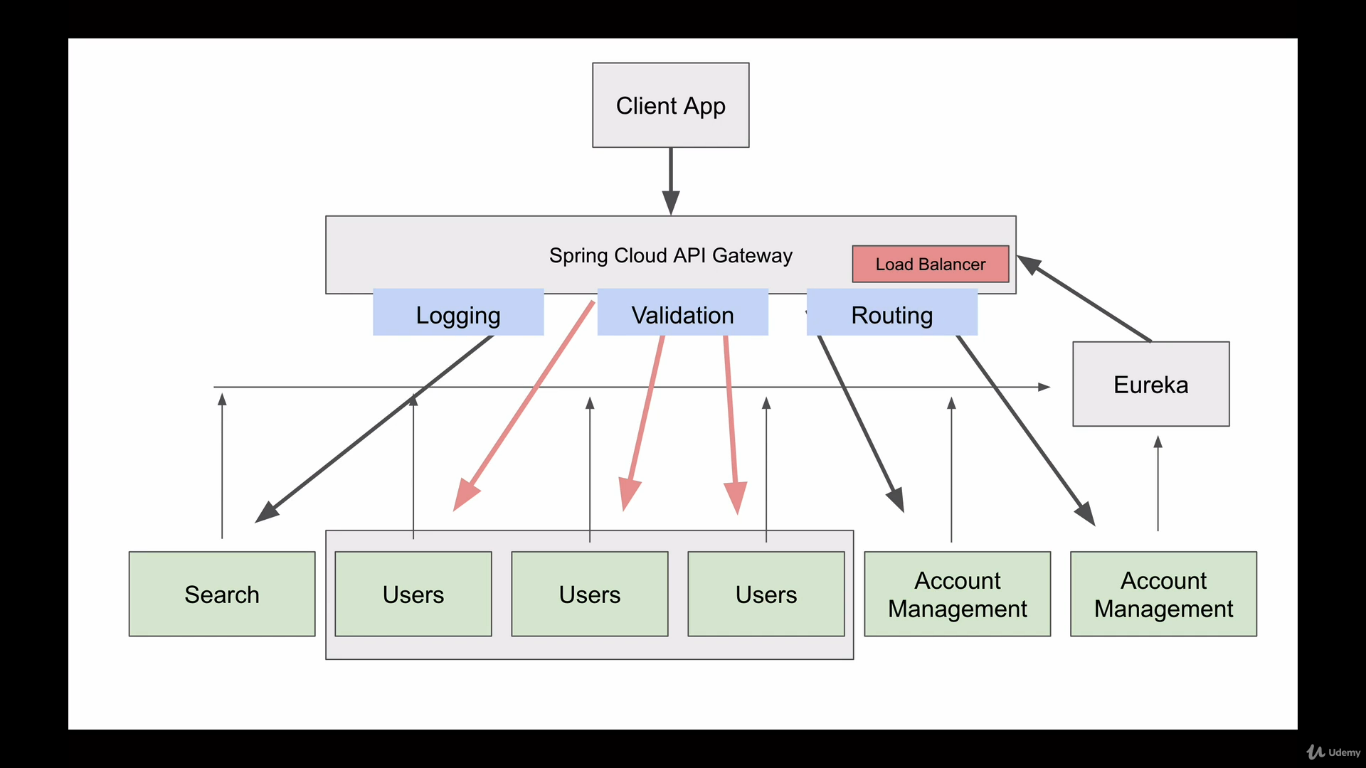 Client App
Spring Cloud API Gateway
Load Balancer
Logging
Validation
Routing
Eureka
Search
Users
Users
Users
Account
Management
Account
Management
Udemy